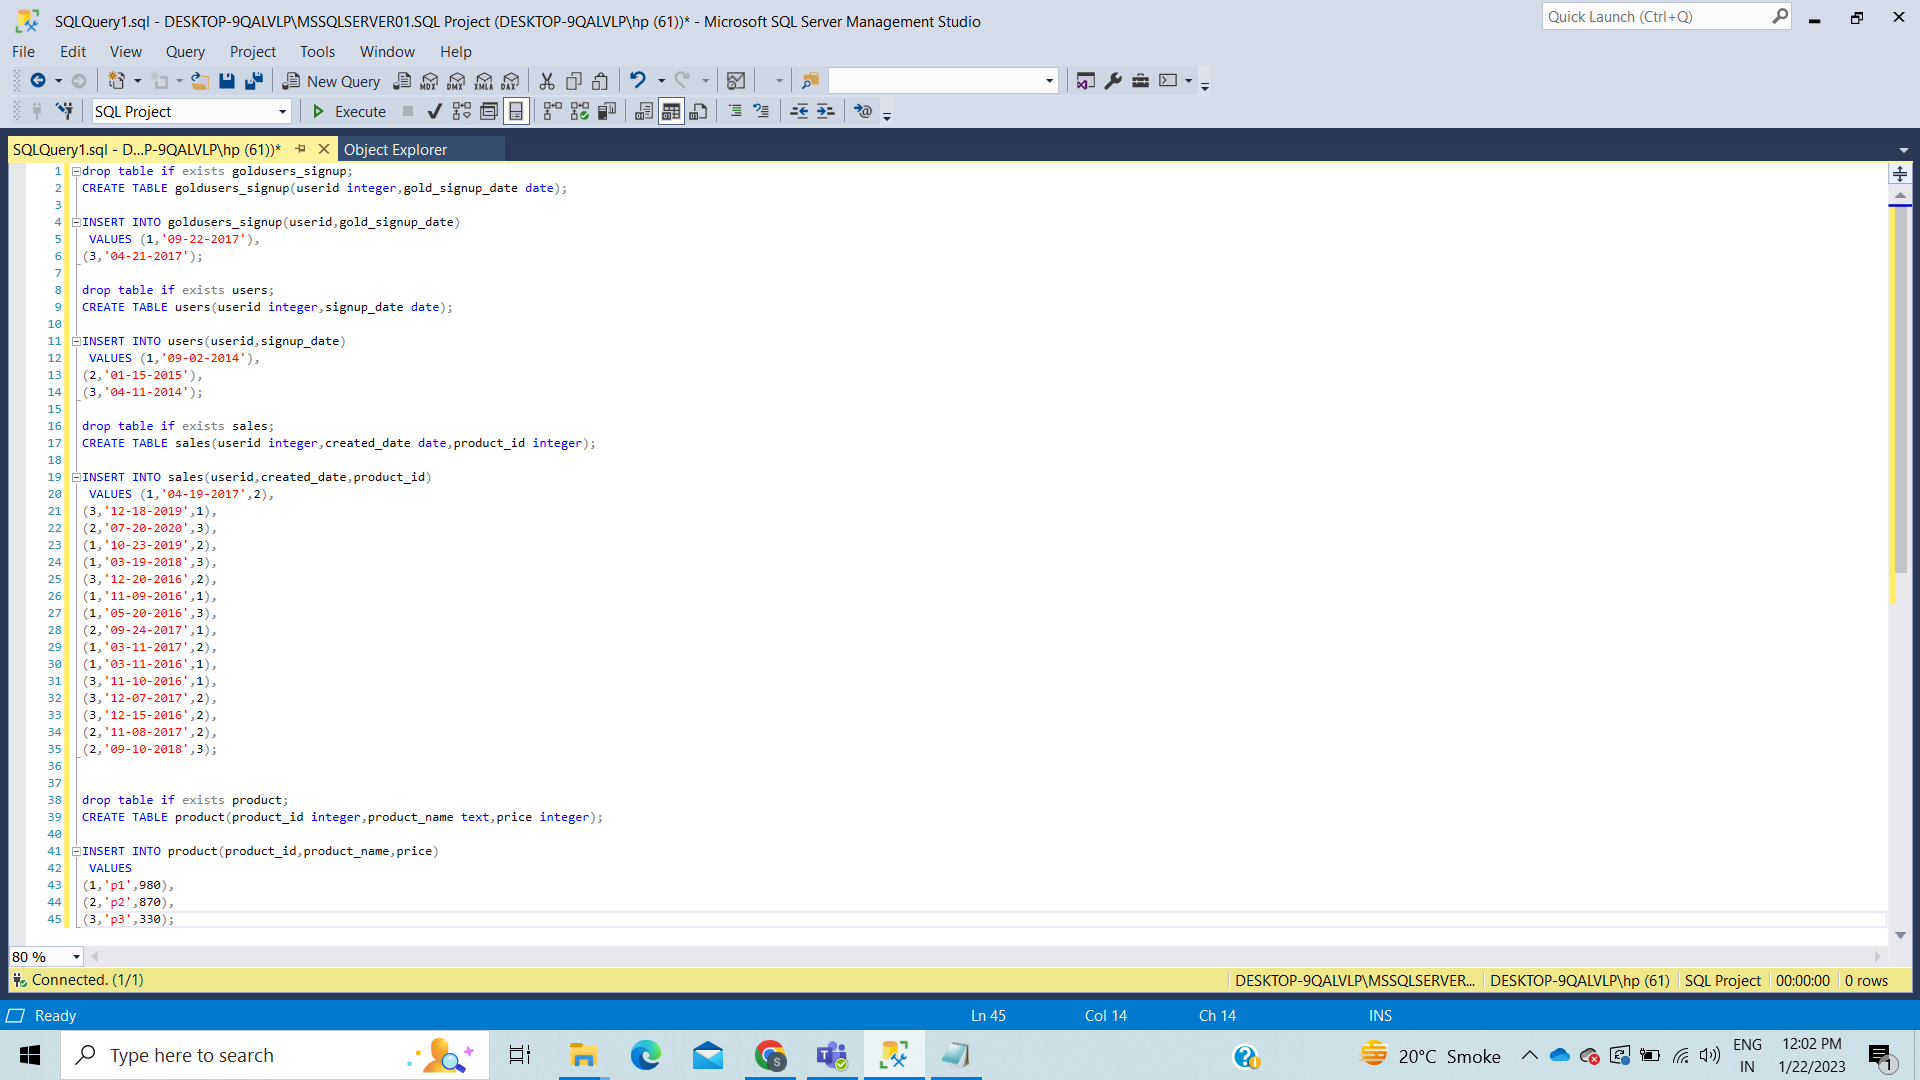 SQLQuery1.sql - DESKTOP-9QALVLP\MSSQLSERVER01.SQL Project (DESKTOP-9QALVLP\hp (61))* - Microsoft SQL Server Management Studio
Quick Launch (Ctrl+Q)
File Edit View Query Project Tools Window Help
New Query MDX DMX XMLA DAX
SQL Project Execute
SQLQuery1.sql - D...P-9QALVLP\hp (61))* Object Explorer
1 drop table if exists goldusers_signup;
2 CREATE TABLE goldusers_signup(userid integer,gold_signup_date date);
3
4 INSERT INTO goldusers_signup(userid,gold_signup_date)
5 VALUES (1,'09-22-2017'),
6 (3,'04-21-2017');
7
8 drop table if exists users;
9 CREATE TABLE users(userid integer,signup_date date);
10
11 INSERT INTO users(userid,signup_date)
12 VALUES (1,'09-02-2014'),
13 (2,'01-15-2015'),
14 (3,'04-11-2014');
15
16 drop table if exists sales;
17 CREATE TABLE sales(userid integer,created_date date,product_id integer);
18
19 INSERT INTO sales(userid,created_date,product_id)
20 VALUES (1,'04-19-2017',2),
21 (3,'12-18-2019',1),
22 (2,'07-20-2020',3),
23 (1,'10-23-2019',2),
24 (1,'03-19-2018',3),
25 (3,'12-20-2016',2),
26 (1,'11-09-2016',1),
27 (1,'05-20-2016',3),
28 (2,'09-24-2017',1),
29 (1,'03-11-2017',2),
30 (1,'03-11-2016',1),
31 (3,'11-10-2016',1),
32 (3,'12-07-2017',2),
33 (3,'12-15-2016',2),
34 (2,'11-08-2017',2),
35 (2,'09-10-2018',3);
36
37
38 drop table if exists product;
39 CREATE TABLE product(product_id integer,product_name text,price integer);
40
41 INSERT INTO product(product_id,product_name,price)
42 VALUES
43 (1,'p1',980),
44 (2,'p2',870),
45 (3,'p3',330);
80 %
Connected. (1/1) DESKTOP-9QALVLP\MSSQLSERVER... DESKTOP-9QALVLP\hp (61) SQL Project 00:00:00 0 rows
Ready Ln 45 Col 14 Ch 14 INS
Type here to search
20°C Smoke
ENG
IN
12:02 PM
1/22/2023
1